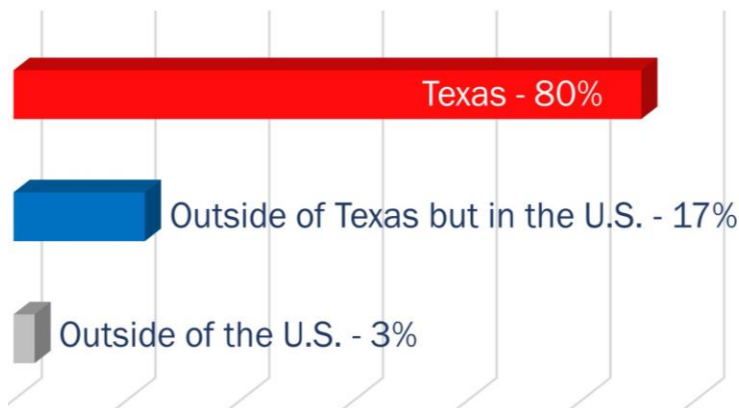 Texas - 80%
Outside of Texas but in the U.S. - 17%
Outside of the U.S. - 3%